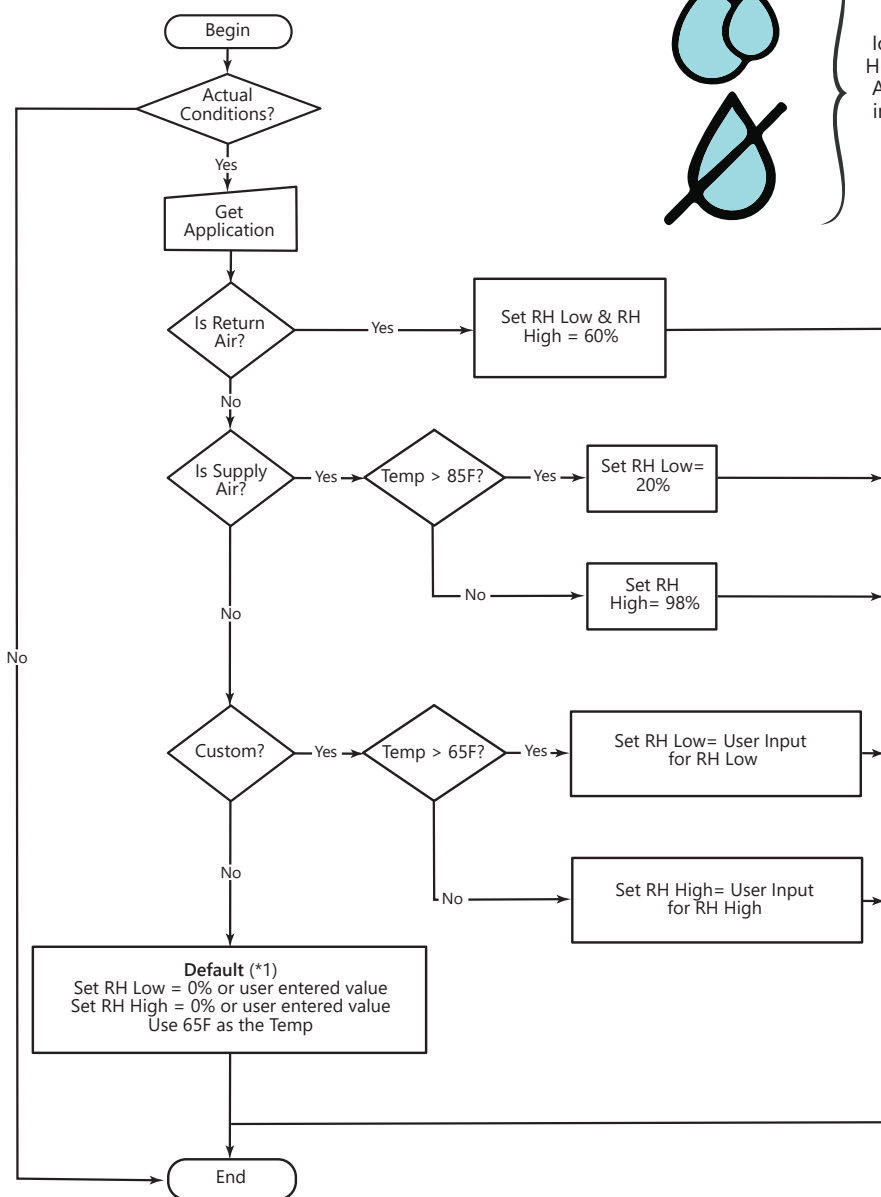 Begin
Actual
Conditions?
Yes
Get
Application
Is Return
Air?
Yes
Set RH Low & RH
High = 60%
No
Is Supply
Air?
Yes
Temp > 85F?
Yes
Set RH Low=
20%
No
Set RH
High= 98%
No
No
Custom?
Yes
Temp > 65F?
Yes
Set RH Low= User Input
for RH Low
No
No
Set RH High= User Input
for RH High
Default (*1)
Set RH Low = 0% or user entered value
Set RH High = 0% or user entered value
Use 65F as the Temp
End